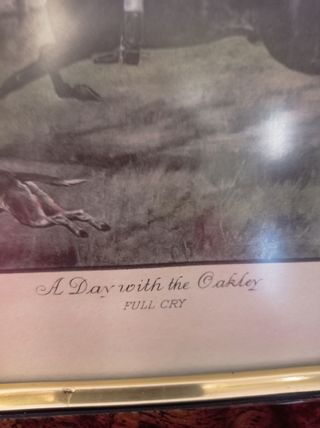 A Day with the Oakley
FULL CRY